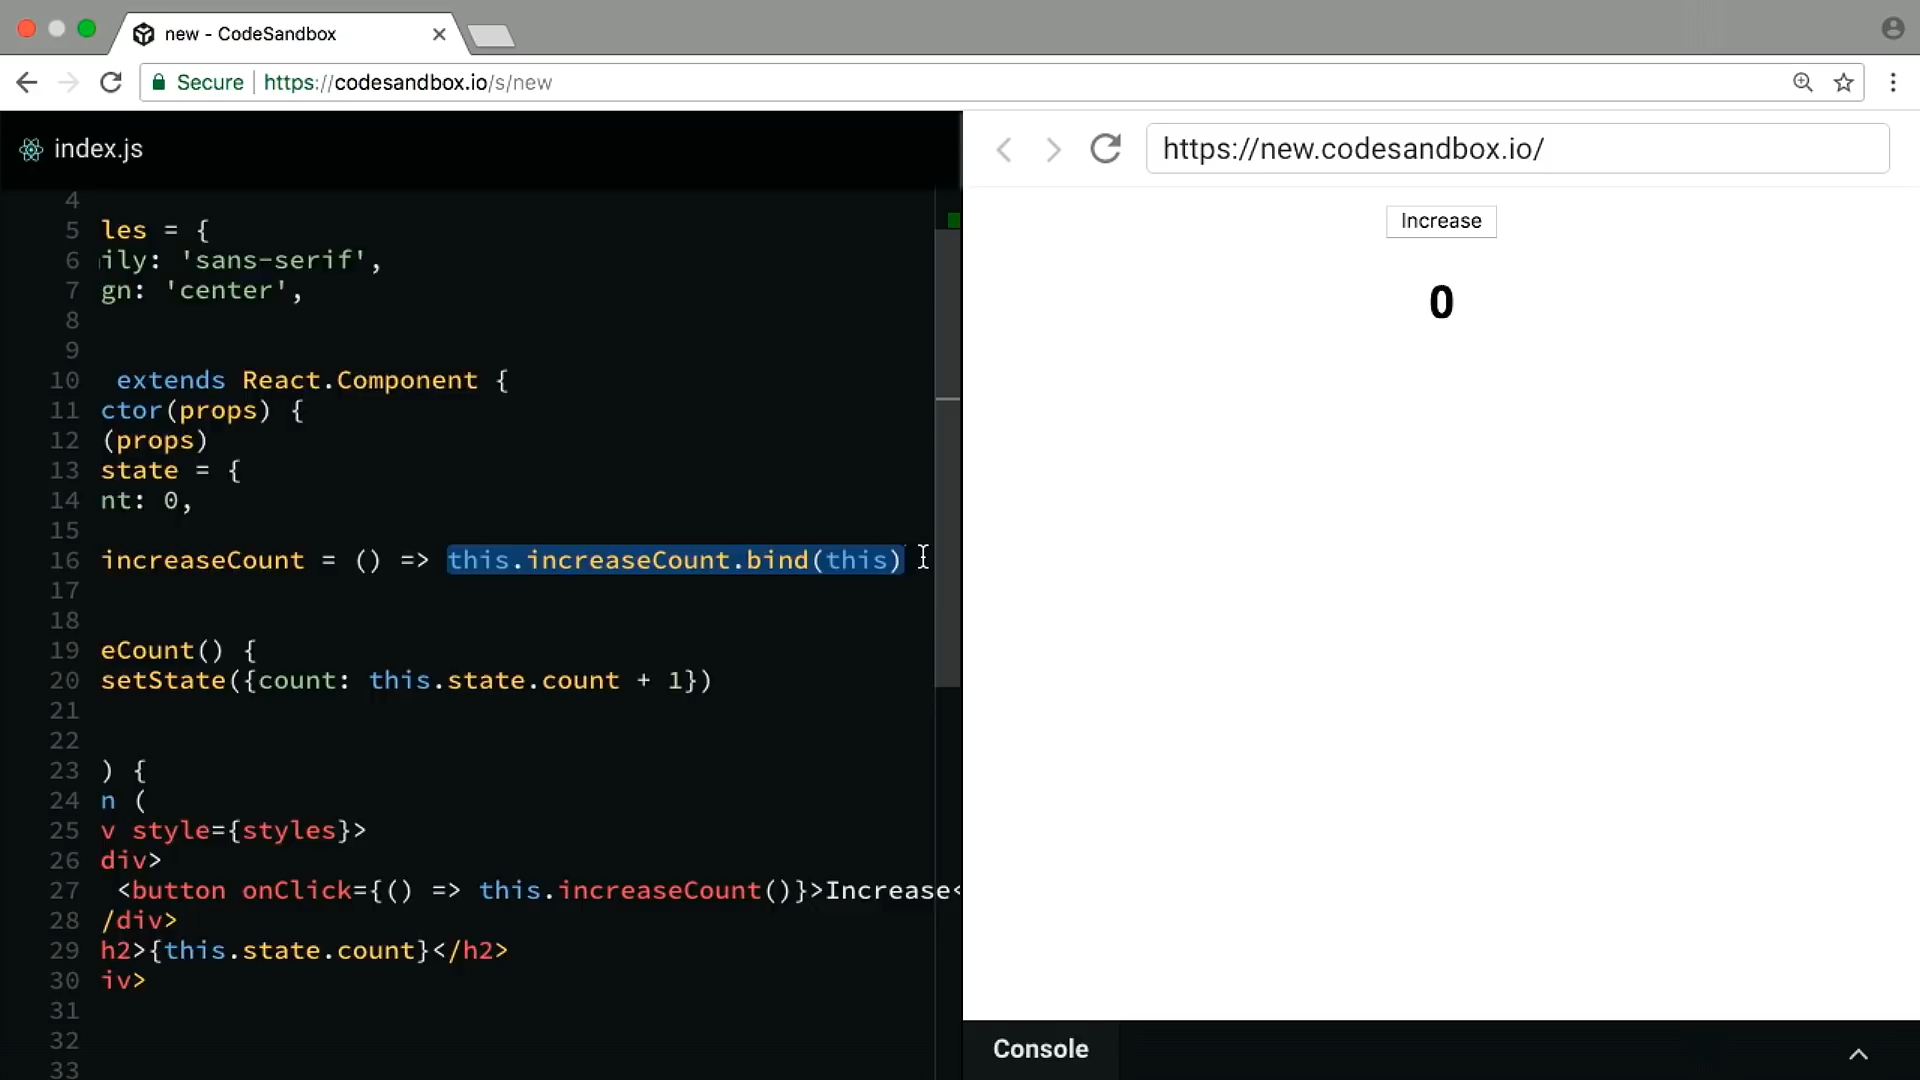 new - CodeSandbox
Secure
https://codesandbox.io/s/new
index.js
https://new.codesandbox.io/
4
5 les = {
6 ily: 'sans-serif',
7 gn: 'center',
8
9
10 extends React.Component {
11 ctor(props) {
12 (props)
13 state = {
14 nt: 0,
15
16 increaseCount = () => this.increaseCount.bind(this)
17
18
19 eCount() {
20 setState({count: this.state.count + 1})
21
22
23 ) {
24 n (
25 v style={styles}>
26 div>
27 <button onClick={() => this.increaseCount()}>Increase<
28 /div>
29 h2>{this.state.count}</h2>
30 iv>
31
32
33
Increase
0
Console